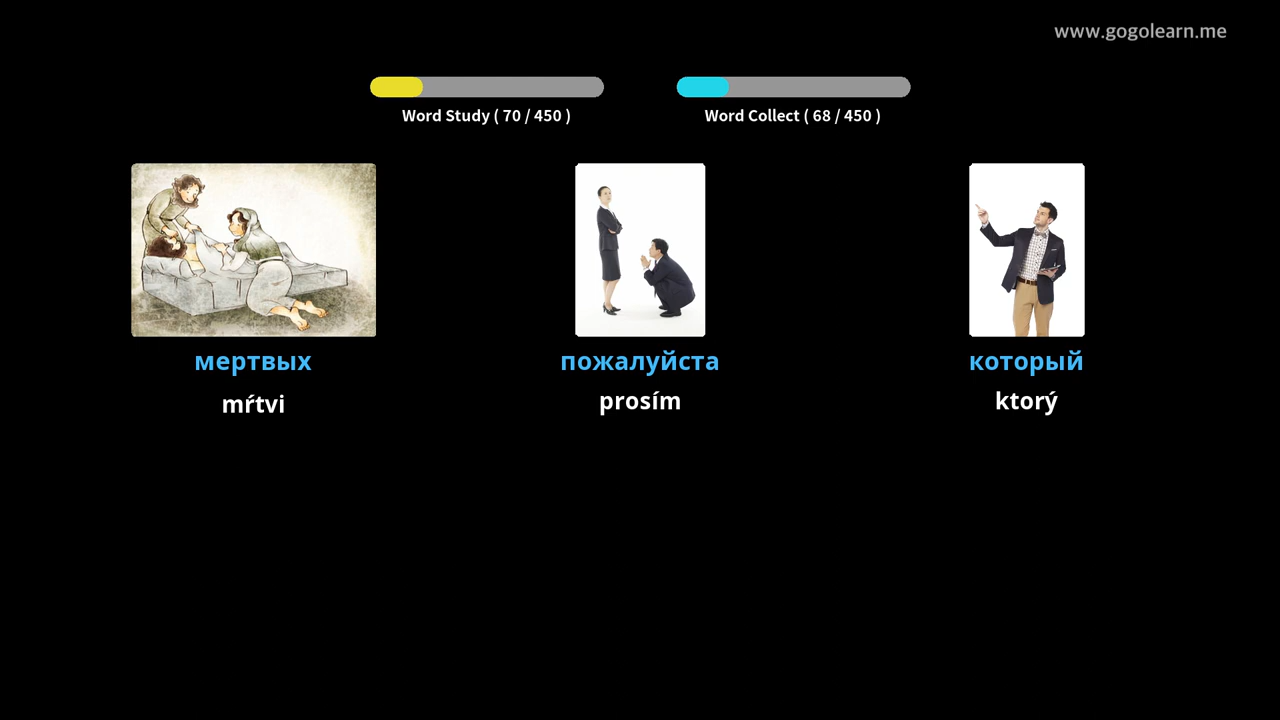 www.gogolearn.me
Word Study ( 70 / 450 )
Word Collect ( 68 / 450 )
мертвых
пожалуйста
который
mŕtvi
prosím
ktorý